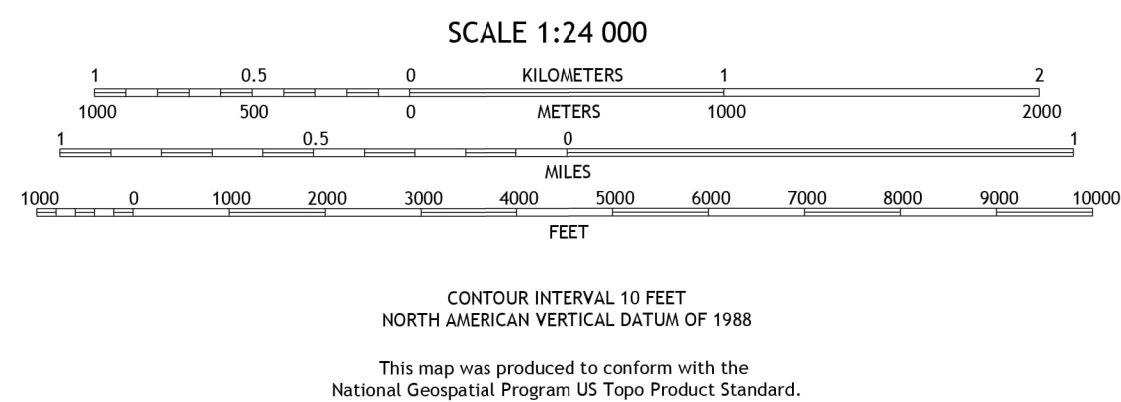 SCALE 1:24 000
1 0.5 0 KILOMETERS 1 2
1000 500 0 METERS 1000 2000
1 0.5 0 1
MILES
1000 0 1000 2000 3000 4000 5000 6000 7000 8000 9000 10000
FEET
CONTOUR INTERVAL 10 FEET
NORTH AMERICAN VERTICAL DATUM OF 1988
This map was produced to conform with the
National Geospatial Program US Topo Product Standard.